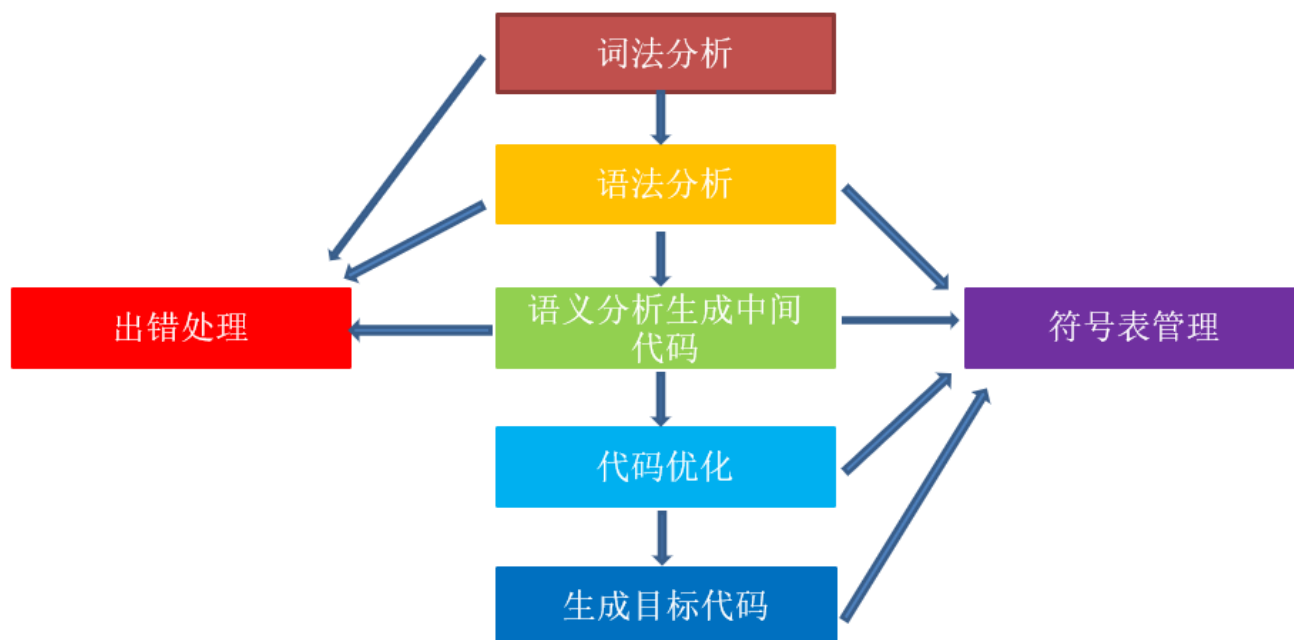 词法分析
语法分析
出错处理
语义分析生成中间
代码
符号表管理
代码优化
生成目标代码